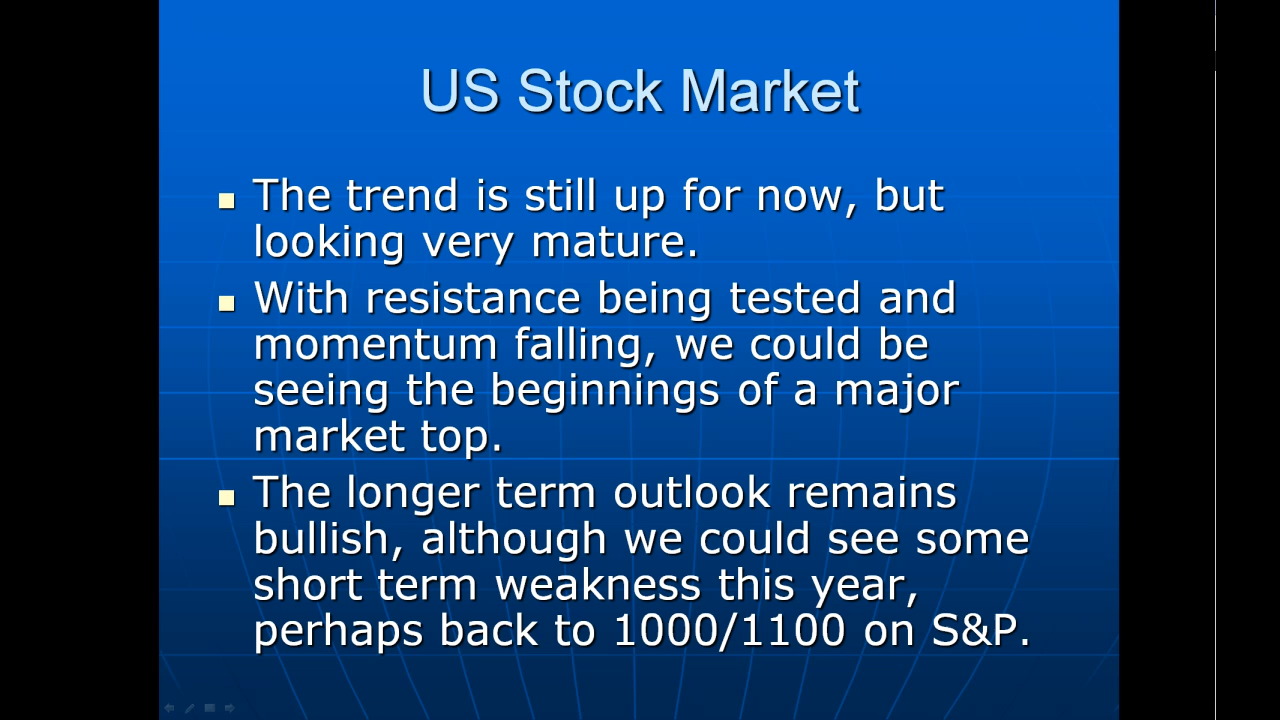 US Stock Market
The trend is still up for now, but
looking very mature.
With resistance being tested and
momentum falling, we could be
seeing the beginnings of a major
market top.
The longer term outlook remains
bullish, although we could see some
short term weakness this year,
perhaps back to 1000/1100 on S&P.